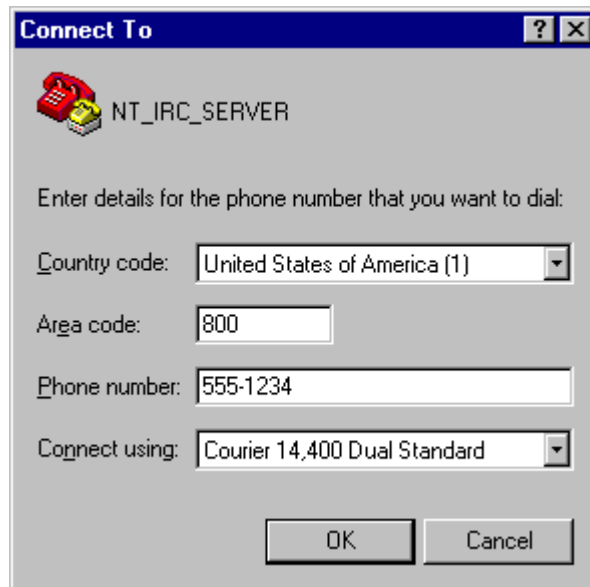 Connect To
NT_IRC_SERVER
Enter details for the phone number that you want to dial:
Country code: United States of America (1)
Area code: 800
Phone number: 555-1234
Connect using: Courier 14,400 Dual Standard
OK Cancel